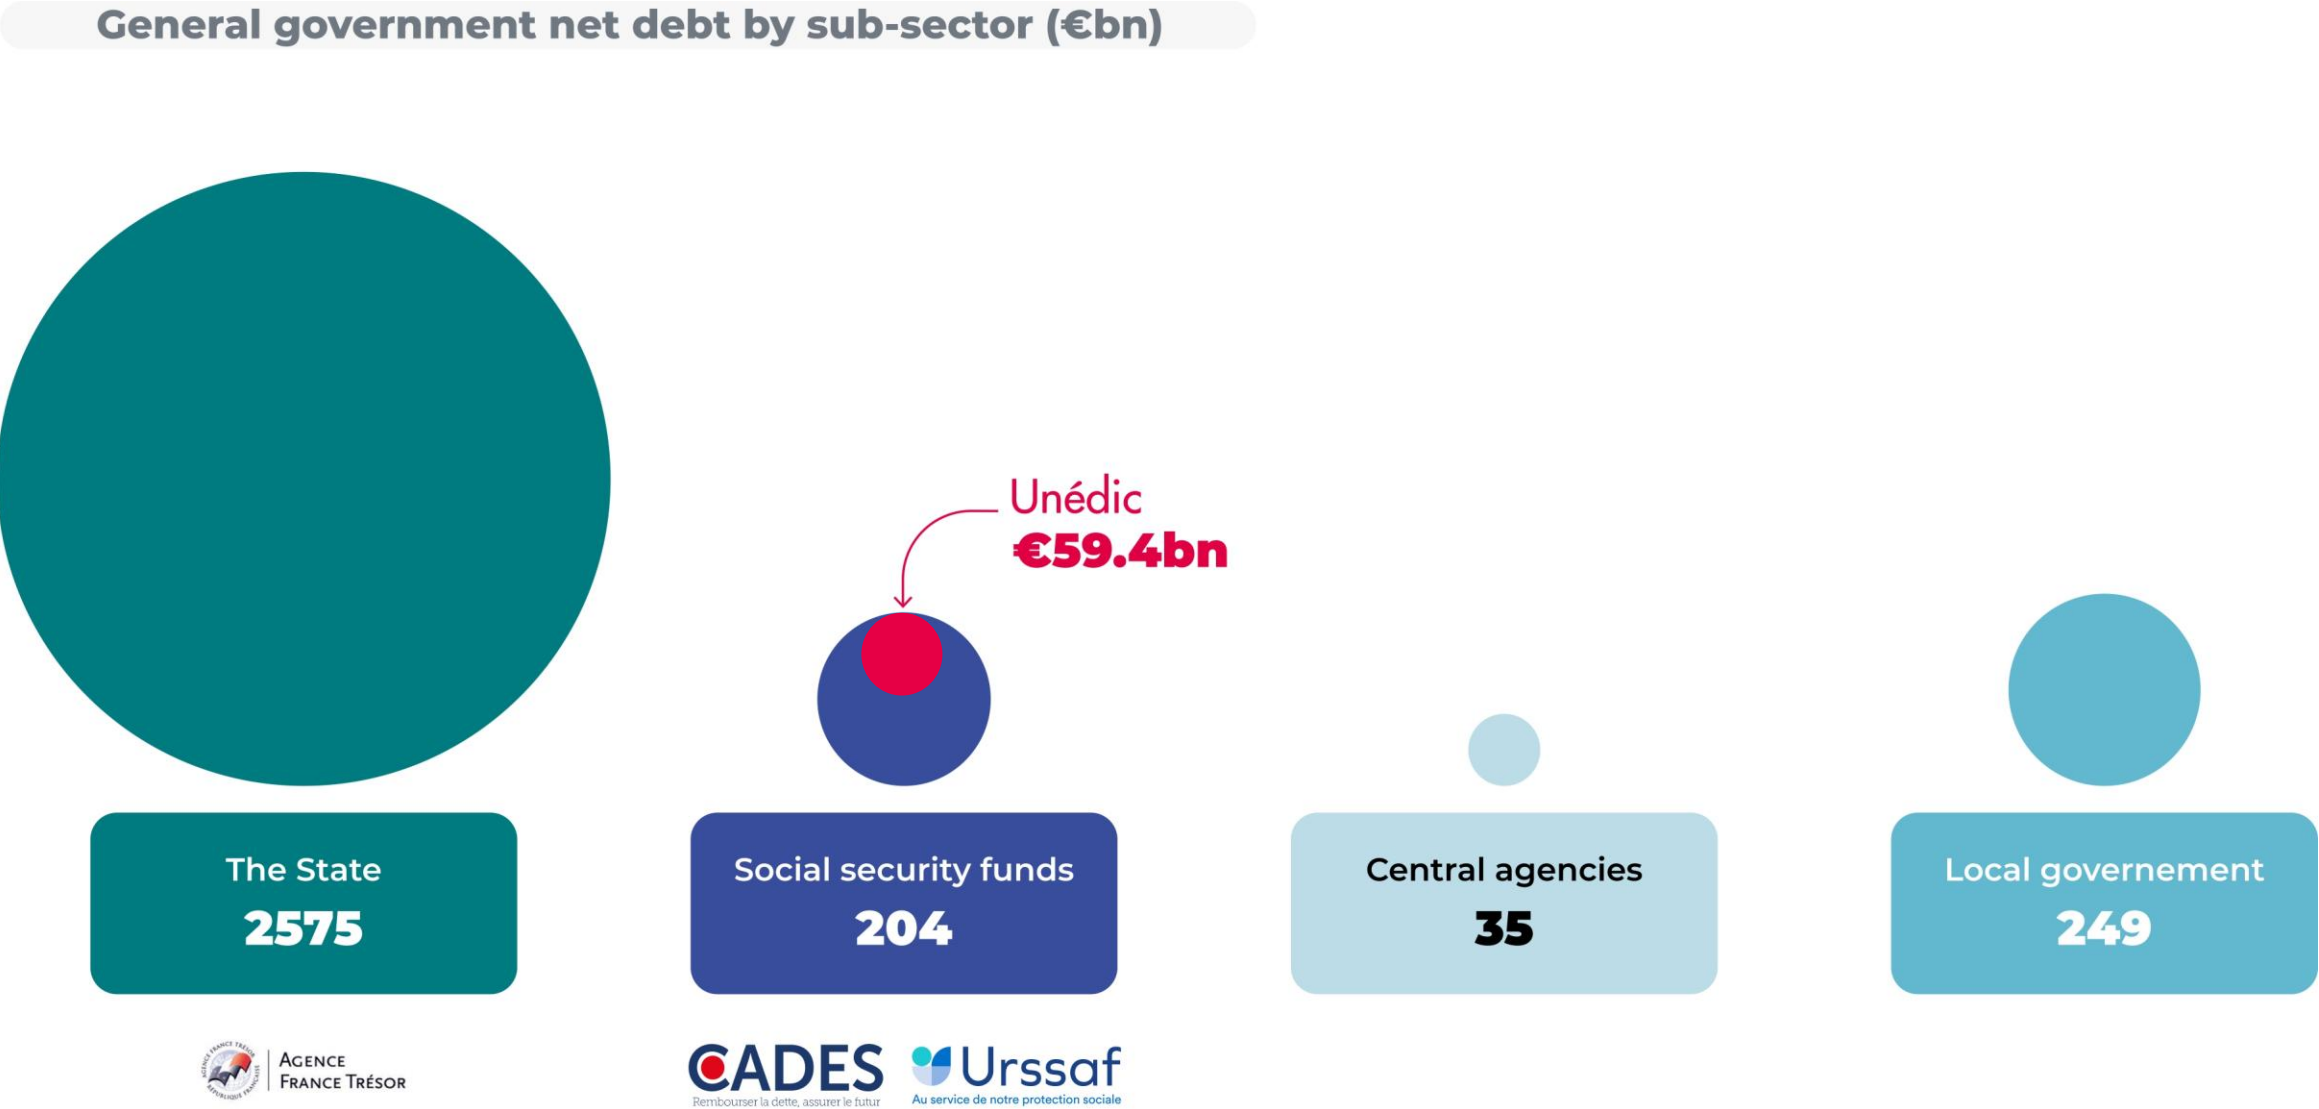 General government net debt by sub-sector (€bn)
Unédic
€59.4bn
The State
2575
Social security funds
204
Central agencies
35
Local governement
249
AGENCE
FRANCE TRÉSOR
CADES
Rembourser la dette, assurer le futur
Urssaf
Au service de notre protection sociale